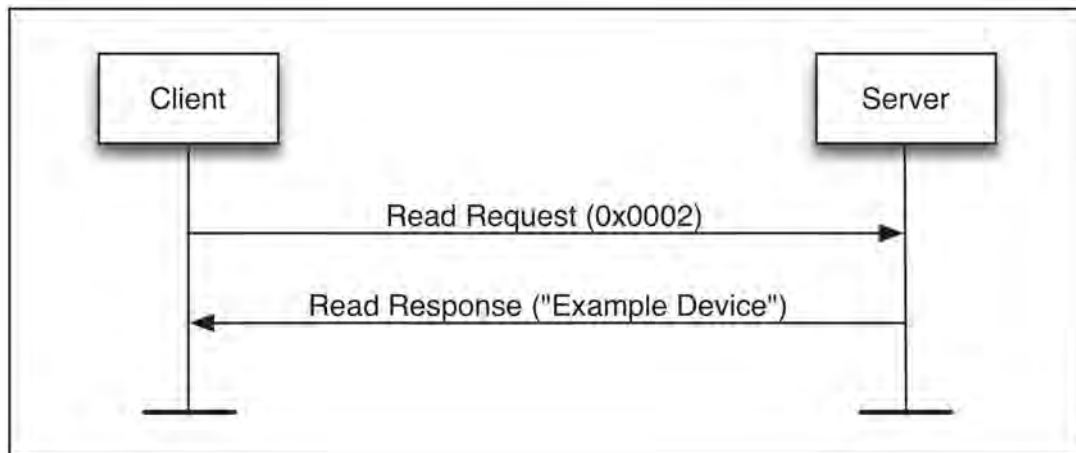 Client
Server
Read Request (0x0002)
Read Response ("Example Device")